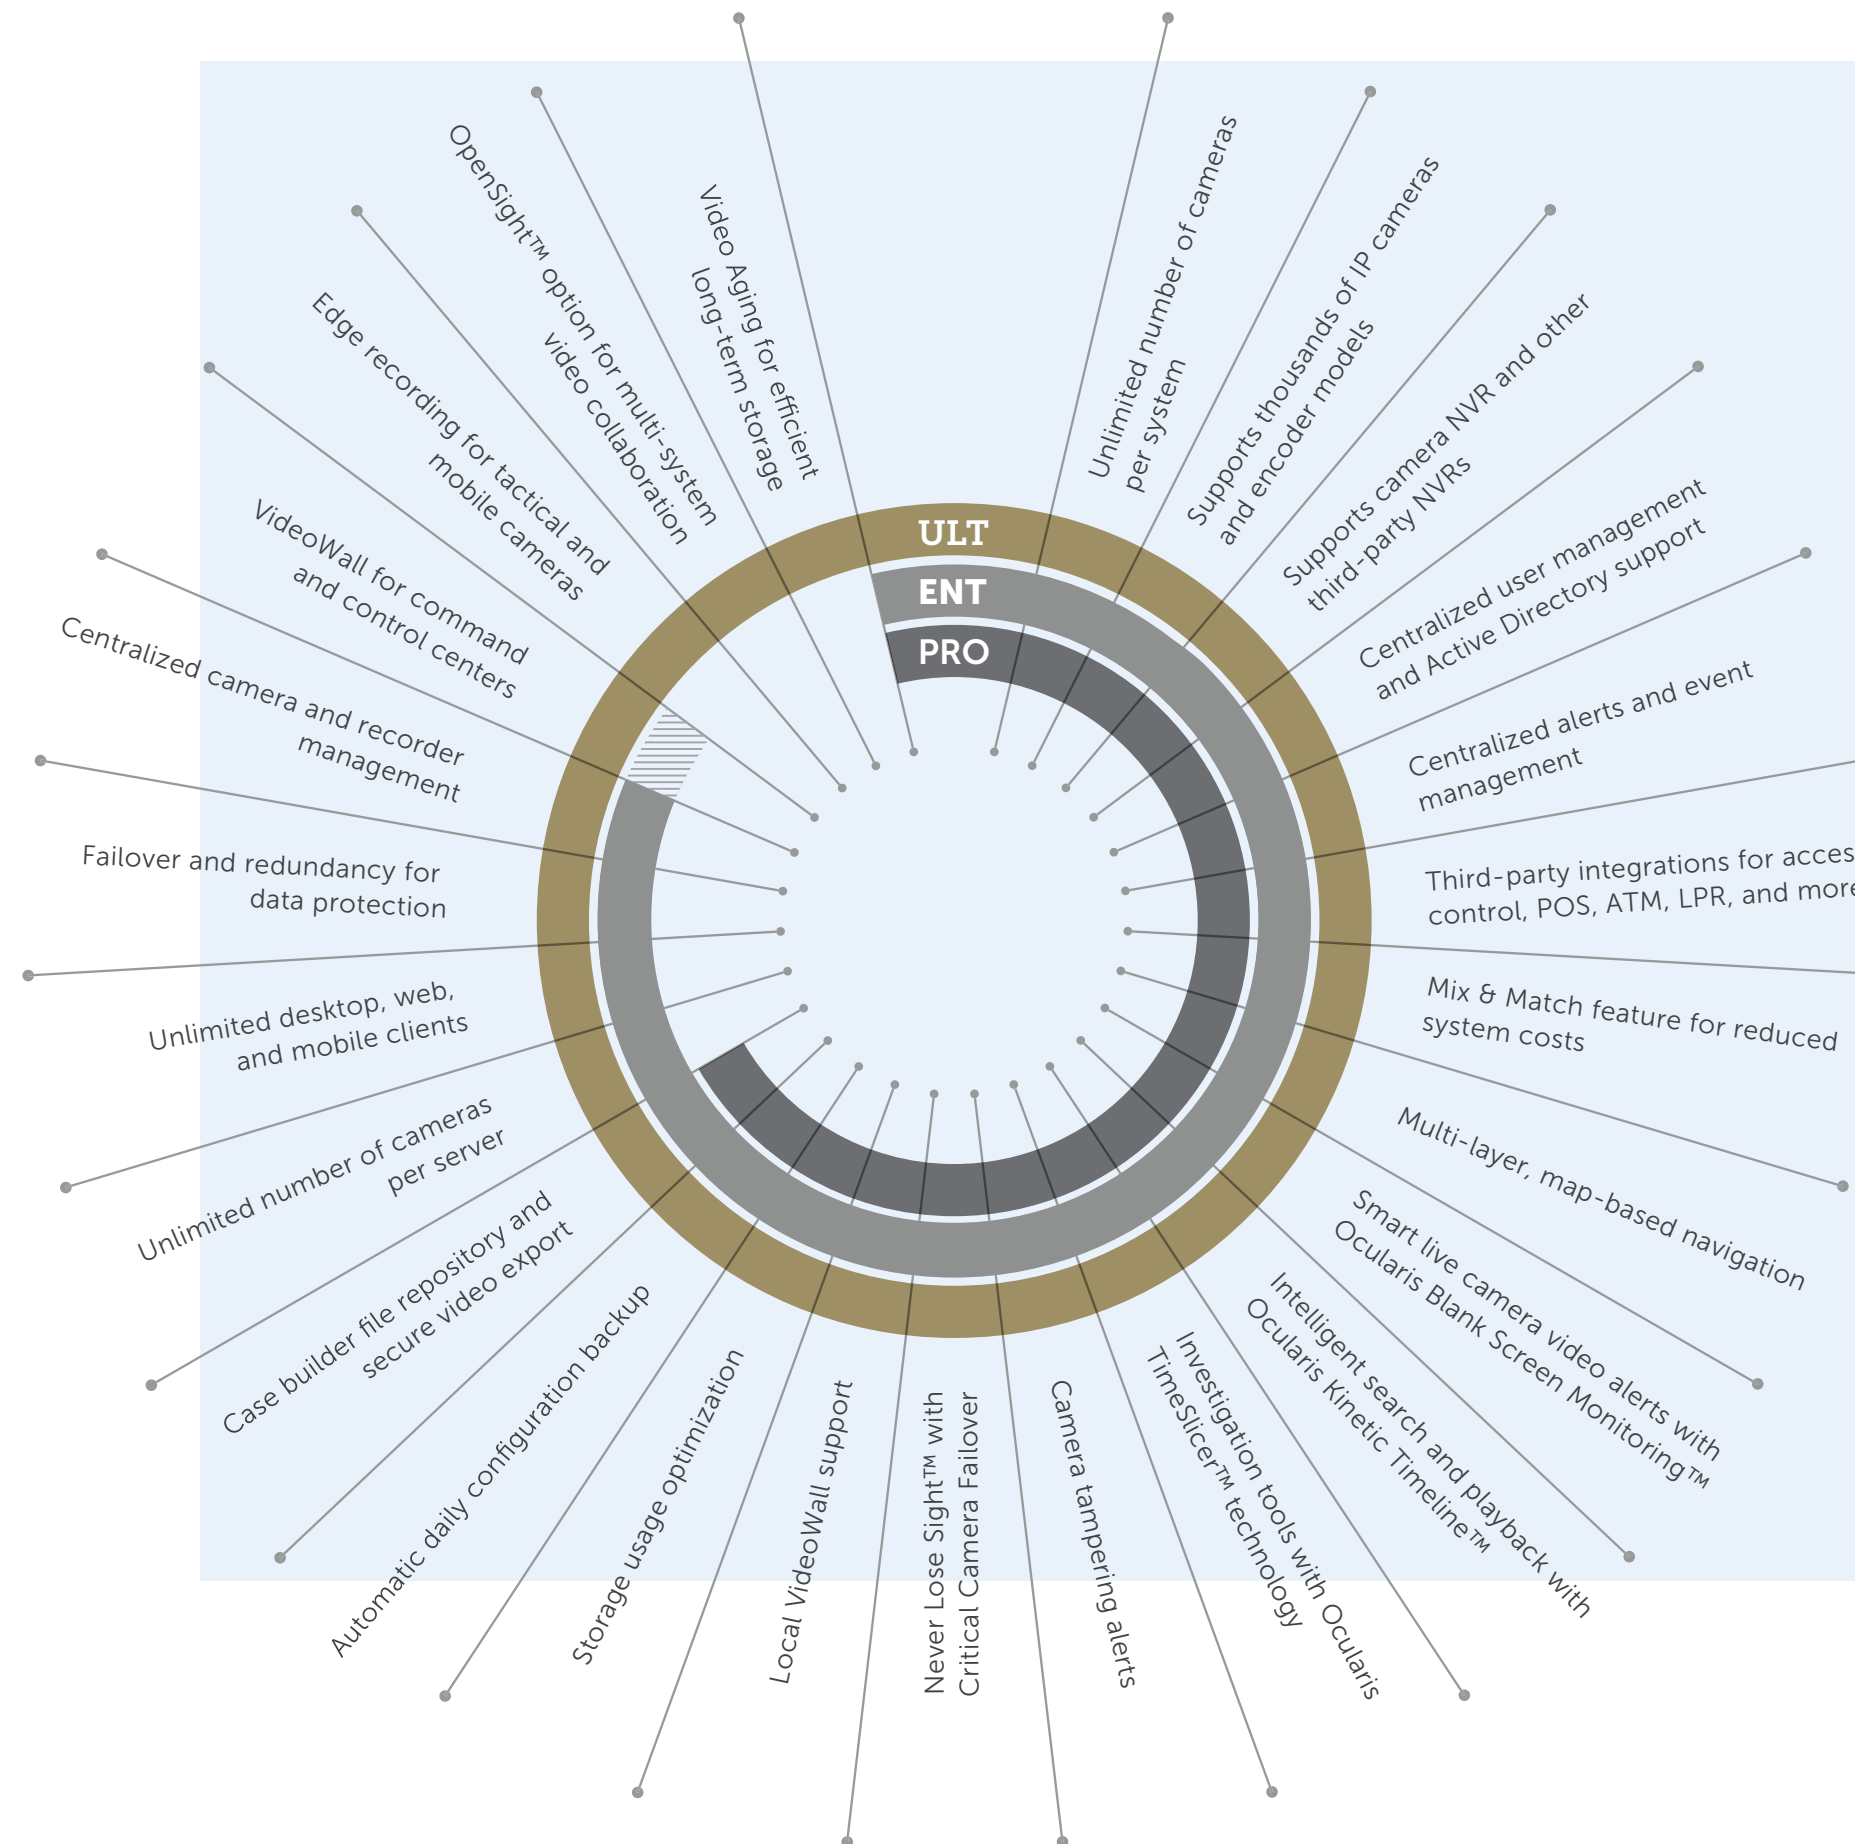 ULT
ENT
PRO
Unlimited number of cameras
per system
Supports thousands of IP cameras
and encoder models
Supports camera NVR and other
third-party NVRs
Centralized user management
and Active Directory support
Centralized alerts and event
management
Third-party integrations for acces
control, POS, ATM, LPR, and more
Mix & Match feature for reduced
system costs
Multi-layer, map-based navigation
Smart live camera video alerts with
Ocularis Blank Screen Monitoring™
Intelligent search and playback with
Ocularis Kinetic Timeline™
Investigation tools with Ocularis
TimeSlicer™ technology
Camera tampering alerts
Never Lose Sight™ with
Critical Camera Failover
Local VideoWall support
Storage usage optimization
Automatic daily configuration backup
Case builder file repository and
secure video export
Unlimited number of cameras
per server
Unlimited desktop, web,
and mobile clients
Failover and redundancy for
data protection
Centralized camera and recorder
management
VideoWall for command
and control centers
Edge recording for tactical and
mobile cameras
OpenSight™ option for multi-system
video collaboration
Video Aging for efficient
long-term storage